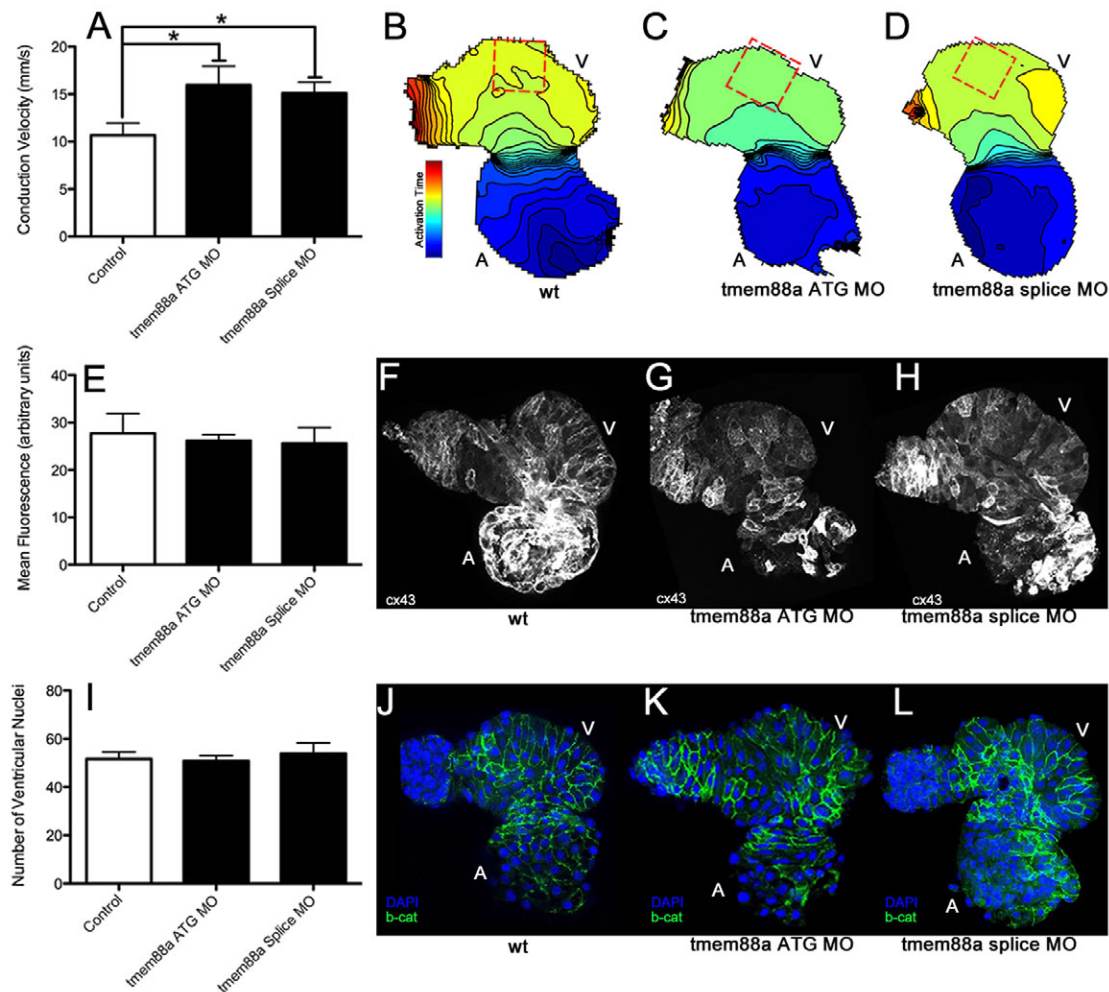 A
Conduction Velocity (mm/s)
20
15
10
5
0
* 
*
Control
tmem88a ATG MO
tmem88a Splice MO
B
V
A
Activation Time
wt
C
V
A
tmem88a ATG MO
D
V
A
tmem88a splice MO
E
Mean Fluorescence (arbitrary units)
40
30
20
10
0
Control
tmem88a ATG MO
tmem88a Splice MO
F
V
A
cx43
wt
G
V
A
cx43
tmem88a ATG MO
H
V
A
cx43
tmem88a splice MO
I
Number of Ventricular Nuclei
80
60
40
20
0
Control
tmem88a ATG MO
tmem88a Splice MO
J
V
A
DAPI
b-cat
wt
K
V
A
DAPI
b-cat
tmem88a ATG MO
L
V
A
DAPI
b-cat
tmem88a splice MO